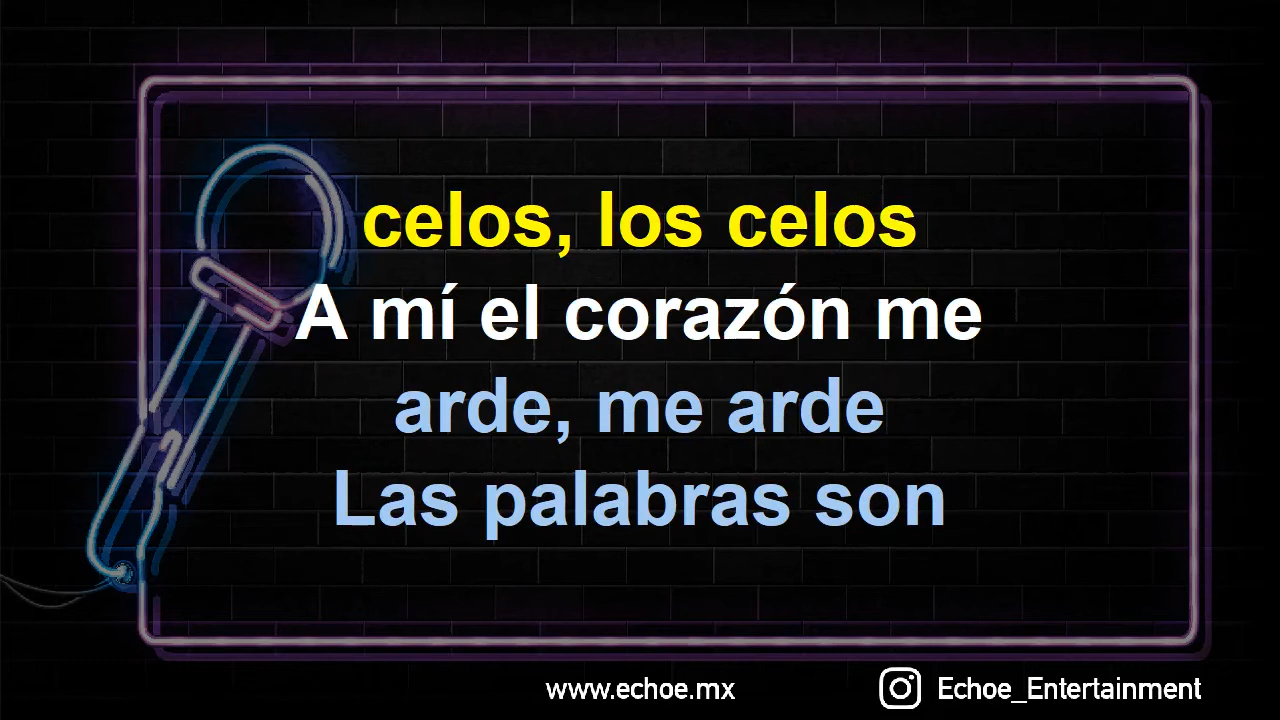 celos, los celos
A mí el corazón me
arde, me arde
Las palabras son
www.echoe.mx
Echoe_Entertainment